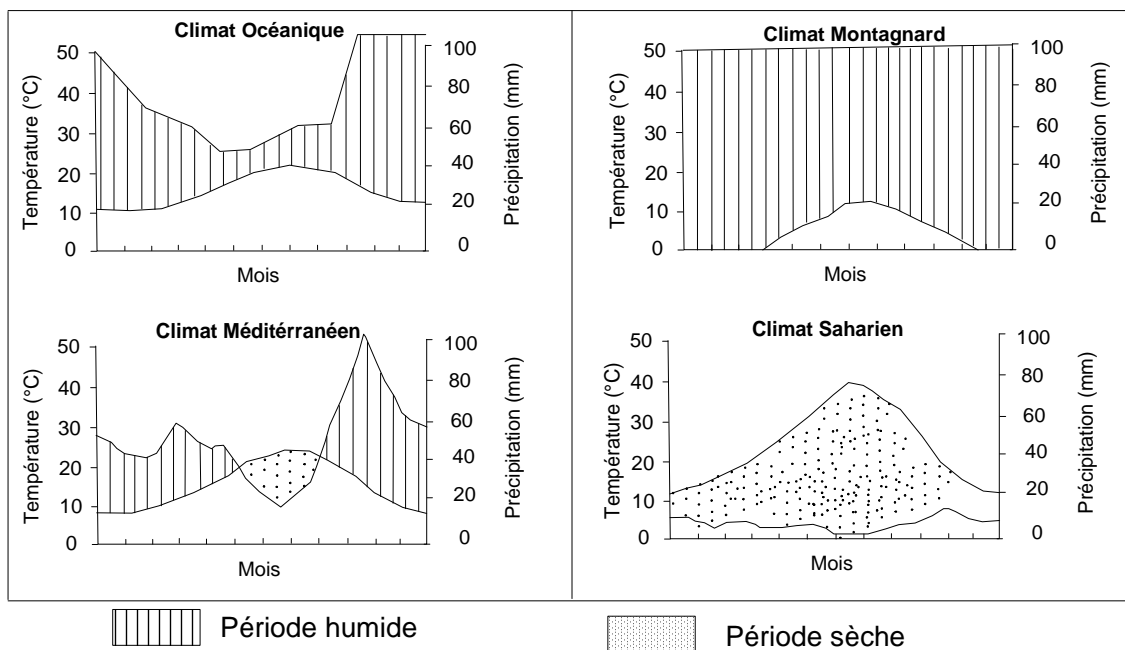 Climat Océanique
Température (°C)
50
40
30
20
10
0
Précipitation (mm)
100
80
60
40
20
0
Mois
Climat Montagnard
Température (°C)
50
40
30
20
10
0
Précipitation (mm)
100
80
60
40
20
0
Mois
Climat Méditérranéen
Température (°C)
50
40
30
20
10
0
Précipitation (mm)
100
80
60
40
20
0
Mois
Climat Saharien
Température (°C)
50
40
30
20
10
0
Précipitation (mm)
100
80
60
40
20
0
Mois
Période humide
Période sèche